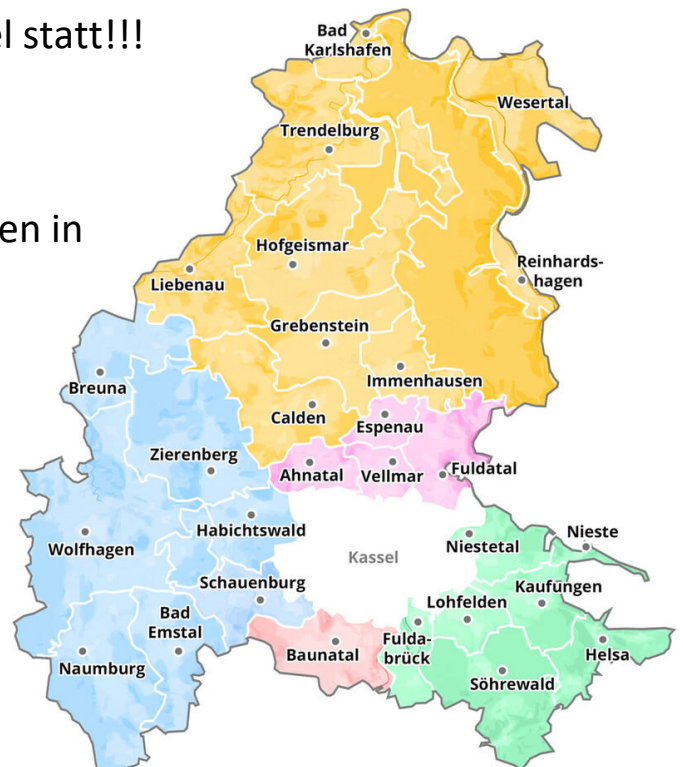 el statt!!!
en in
Bad
Karlshafen
Wesertal
Trendelburg
Hofgeismar
Reinhards-
hagen
Liebenau
Grebenstein
Immenhausen
Breuna
Calden
Espenau
Zierenberg
Ahnatal
Vellmar
Fuldatal
Habichtswald
Wolfhagen
Kassel
Niestetal
Nieste
Schauenburg
Kaufungen
Lohfelden
Bad
Emstal
Naumburg
Baunatal
Fulda-
brück
Helsa
Söhrewald